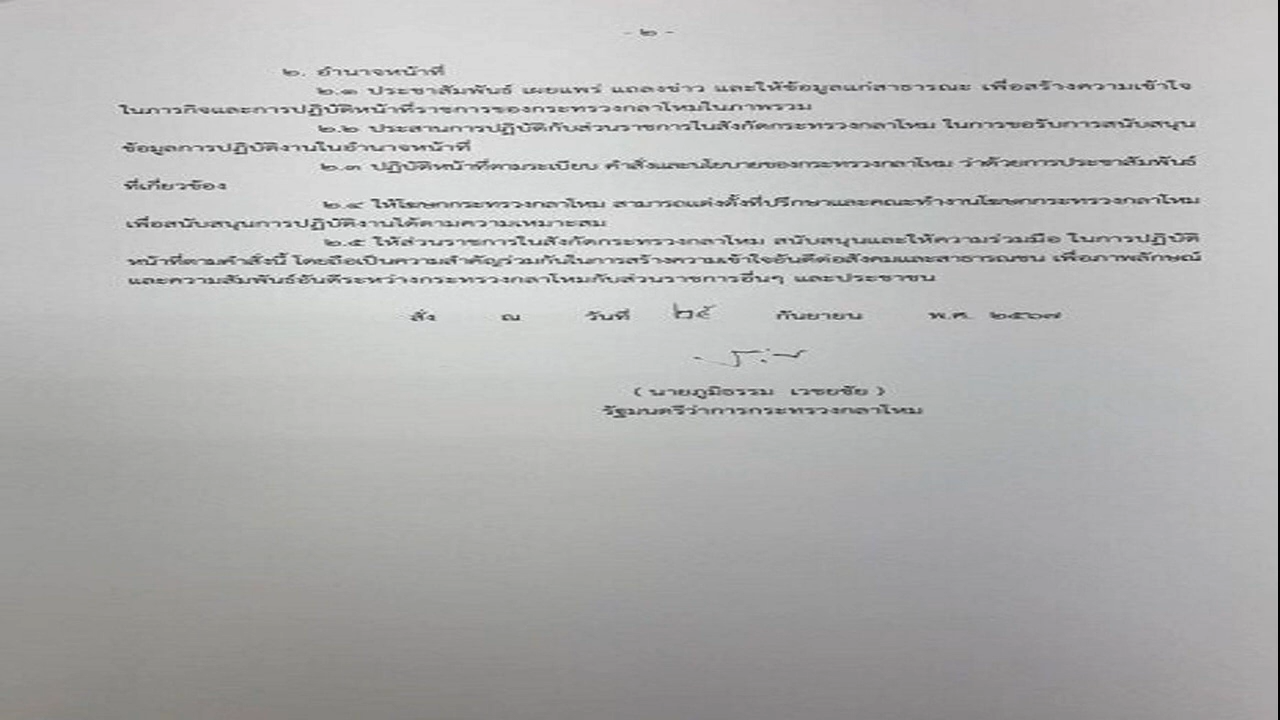 - ๒ -
๒. อำนาจหน้าที่
๒.๑ ประชาสัมพันธ์ เผยแพร่ แถลงข่าว และให้ข้อมูลแก่สาธารณะ เพื่อสร้างความเข้าใจ
ในภารกิจและการปฏิบัติหน้าที่ราชการของกระทรวงกลาโหมในภาพรวม
๒.๒ ประสานการปฏิบัติกับส่วนราชการในสังกัดกระทรวงกลาโหม ในการขอรับการสนับสนุน
ข้อมูลการปฏิบัติงานในอำนาจหน้าที่
๒.๓ ปฏิบัติหน้าที่ตามระเบียบ คำสั่งและนโยบายของกระทรวงกลาโหม ว่าด้วยการประชาสัมพันธ์
ที่เกี่ยวข้อง
๒.๔ ให้โฆษกกระทรวงกลาโหม สามารถแต่งตั้งที่ปรึกษาและคณะทำงานโฆษกกระทรวงกลาโหม
เพื่อสนับสนุนการปฏิบัติงานได้ตามความเหมาะสม
๒.๕ ให้ส่วนราชการในสังกัดกระทรวงกลาโหม สนับสนุนและให้ความร่วมมือ ในการปฏิบัติ
หน้าที่ตามคำสั่งนี้ โดยถือเป็นความสำคัญร่วมกันในการสร้างความเข้าใจอันดีต่อสังคมและสาธารณชน เพื่อภาพลักษณ์
และความสัมพันธ์อันดีระหว่างกระทรวงกลาโหมกับส่วนราชการอื่นๆ และประชาชน
สั่ง ณ วันที่ ๒๕ กันยายน พ.ศ. ๒๕๖๗
( นายภูมิธรรม เวชยชัย )
รัฐมนตรีว่าการกระทรวงกลาโหม